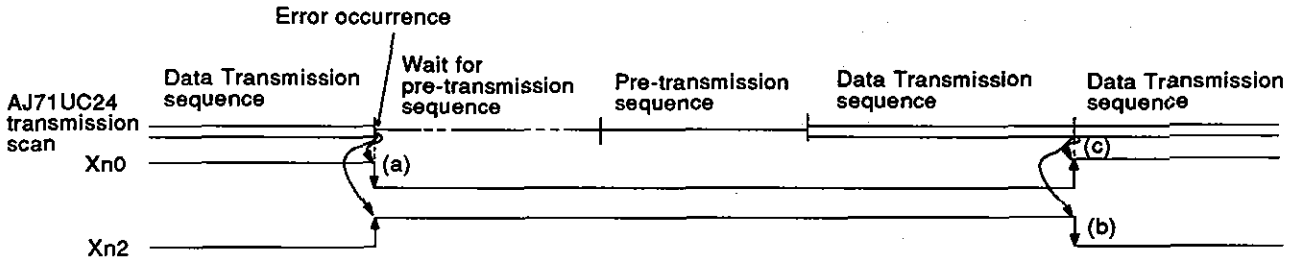 Error occurrence
Data Transmission
sequence
Wait for
pre-transmission
sequence
Pre-transmission
sequence
Data Transmission
sequence
Data Transmission
sequence
AJ71UC24
transmission
scan
Xn0
(a)
(c)
Xn2
(b)